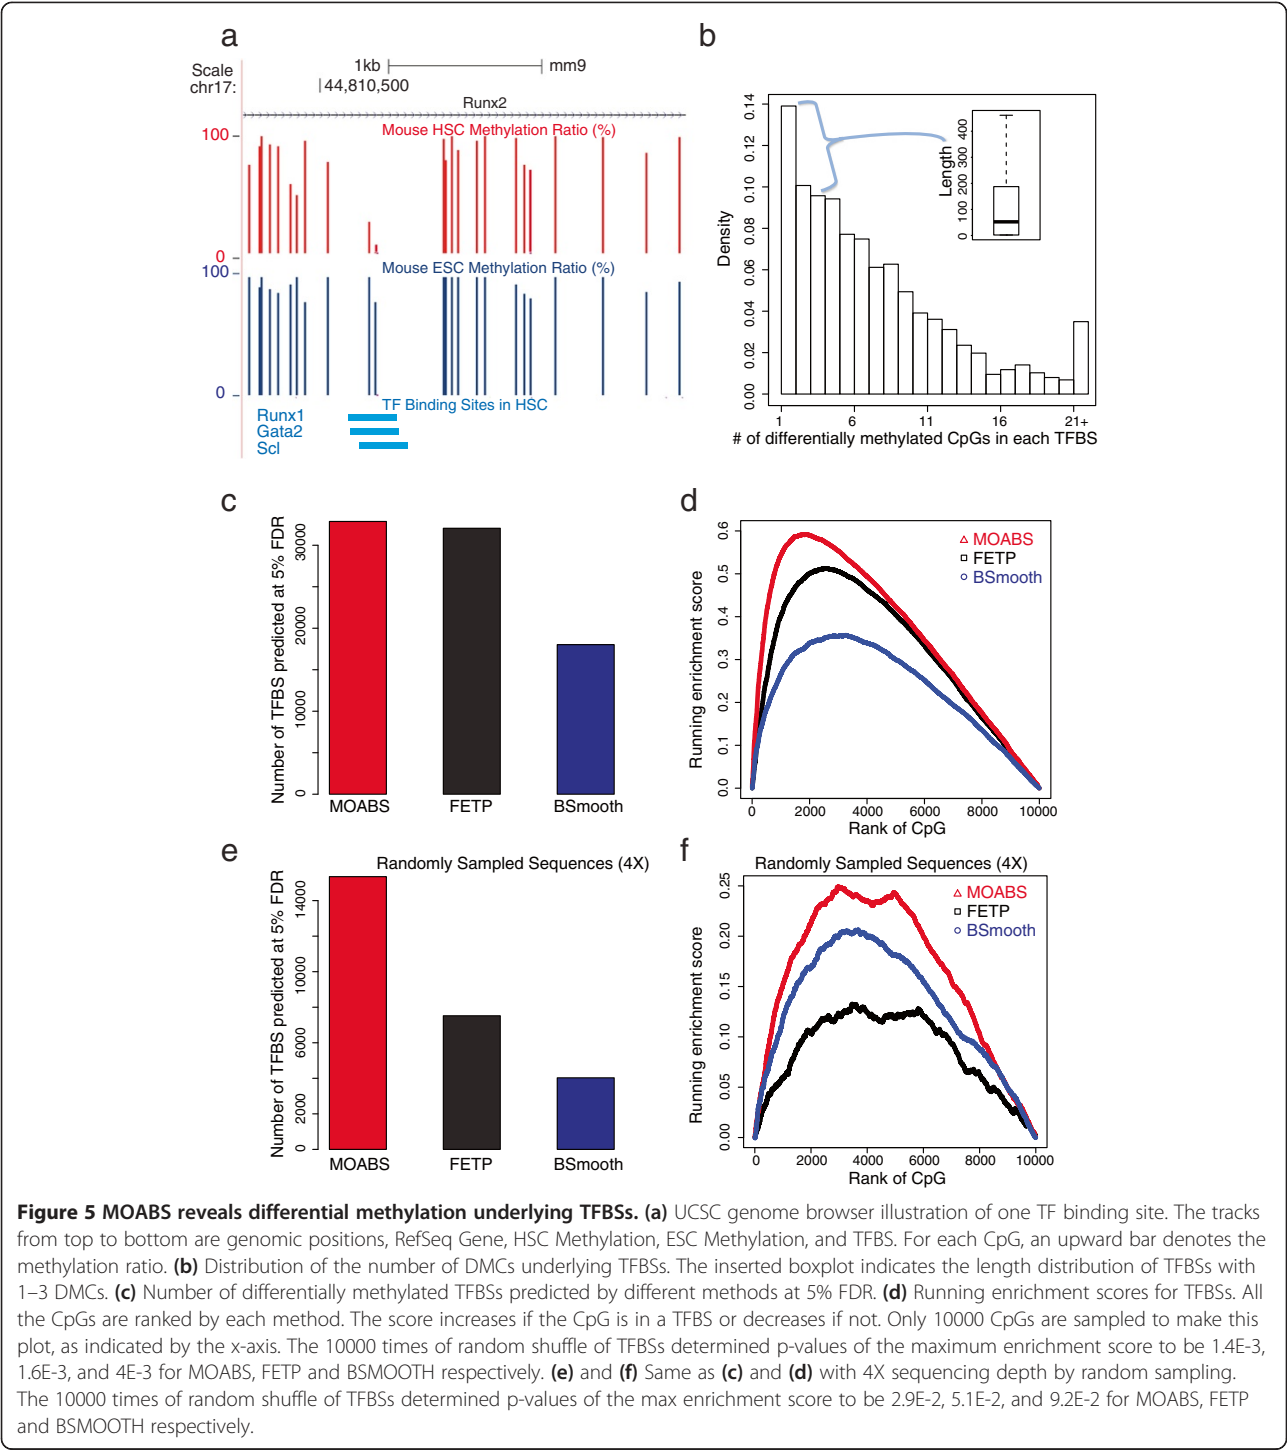 a
Scale
1kb
mm9
chr17:
44,810,500
Runx2
Mouse HSC Methylation Ratio (%)
100
0
Mouse ESC Methylation Ratio (%)
100
0
TF Binding Sites in HSC
Runx1
Gata2
Scl
b
Density
0.00 0.02 0.04 0.06 0.08 0.10 0.12 0.14
Length
0 100 200 300 400
1 6 11 16 21+
# of differentially methylated CpGs in each TFBS
c
Number of TFBS predicted at 5% FDR
0 10000 20000 30000
MOABS FETP BSmooth
d
Running enrichment score
0.0 0.1 0.2 0.3 0.4 0.5 0.6
MOABS
FETP
BSmooth
0 2000 4000 6000 8000 10000
Rank of CpG
e
Randomly Sampled Sequences (4X)
Number of TFBS predicted at 5% FDR
0 2000 6000 10000 14000
MOABS FETP BSmooth
f
Randomly Sampled Sequences (4X)
Running enrichment score
0.00 0.05 0.10 0.15 0.20 0.25
MOABS
FETP
BSmooth
0 2000 4000 6000 8000 10000
Rank of CpG
Figure 5 MOABS reveals differential methylation underlying TFBSs. (a) UCSC genome browser illustration of one TF binding site. The tracks
from top to bottom are genomic positions, RefSeq Gene, HSC Methylation, ESC Methylation, and TFBS. For each CpG, an upward bar denotes the
methylation ratio. (b) Distribution of the number of DMCs underlying TFBSs. The inserted boxplot indicates the length distribution of TFBSs with
1–3 DMCs. (c) Number of differentially methylated TFBSs predicted by different methods at 5% FDR. (d) Running enrichment scores for TFBSs. All
the CpGs are ranked by each method. The score increases if the CpG is in a TFBS or decreases if not. Only 10000 CpGs are sampled to make this
plot, as indicated by the x-axis. The 10000 times of random shuffle of TFBSs determined p-values of the maximum enrichment score to be 1.4E-3,
1.6E-3, and 4E-3 for MOABS, FETP and BSMOOTH respectively. (e) and (f) Same as (c) and (d) with 4X sequencing depth by random sampling.
The 10000 times of random shuffle of TFBSs determined p-values of the max enrichment score to be 2.9E-2, 5.1E-2, and 9.2E-2 for MOABS, FETP
and BSMOOTH respectively.